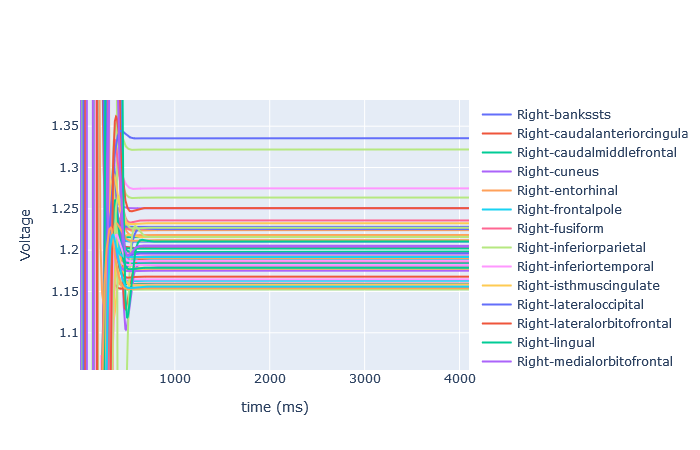 1.35
1.3
1.25
1.2
1.15
1.1
Voltage
1000
2000
3000
4000
time (ms)
Right-bankssts
Right-caudalanteriorcingula
Right-caudalmiddlefrontal
Right-cuneus
Right-entorhinal
Right-frontalpole
Right-fusiform
Right-inferiorparietal
Right-inferiortemporal
Right-isthmuscingulate
Right-lateraloccipital
Right-lateralorbitofrontal
Right-lingual
Right-medialorbitofrontal